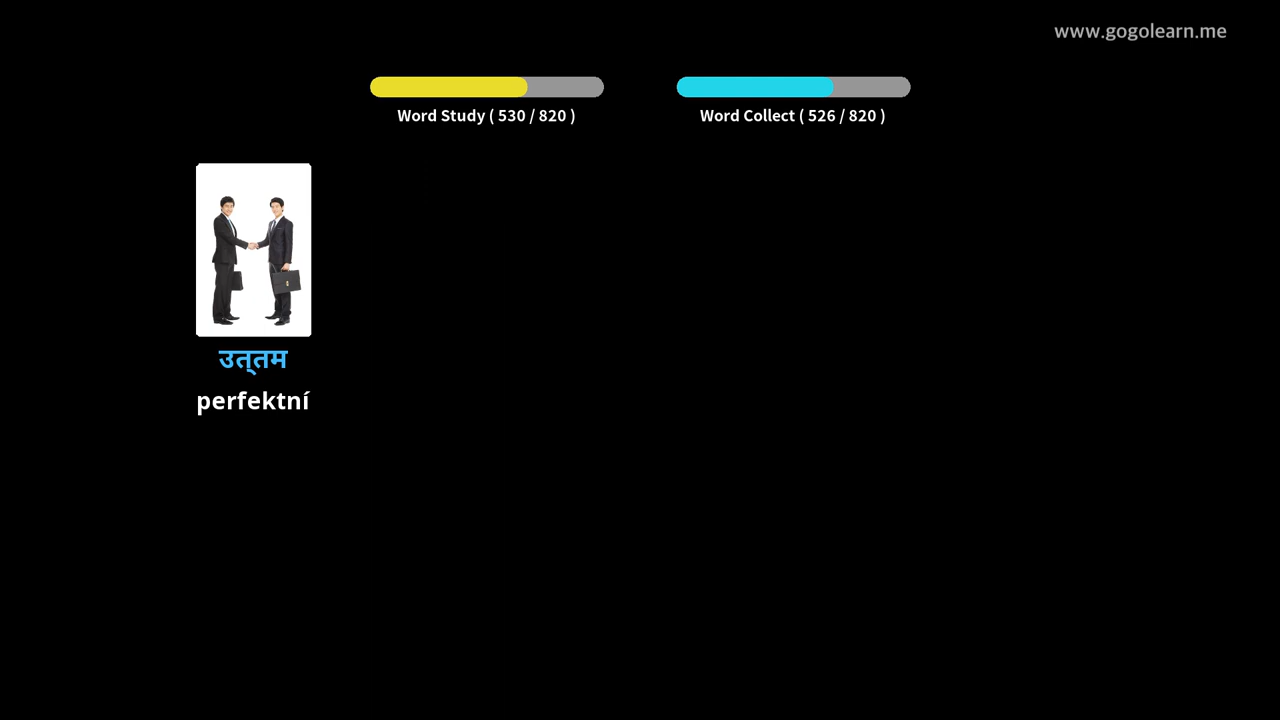 www.gogolearn.me
Word Study ( 530 / 820 )
Word Collect ( 526 / 820 )
उत्तम
perfektní